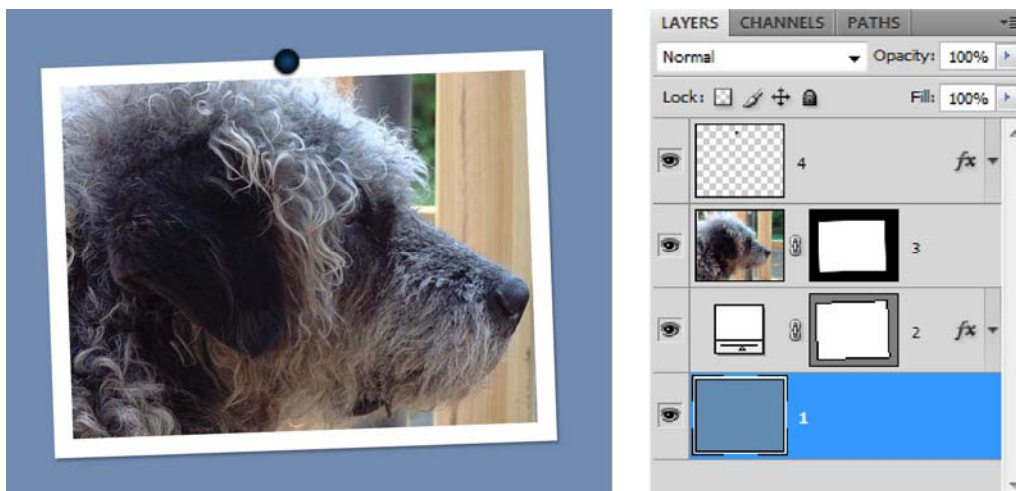 LAYERS CHANNELS PATHS
Normal Opacity: 100%
Lock: Fill: 100%
4 fx
3
2 fx
1